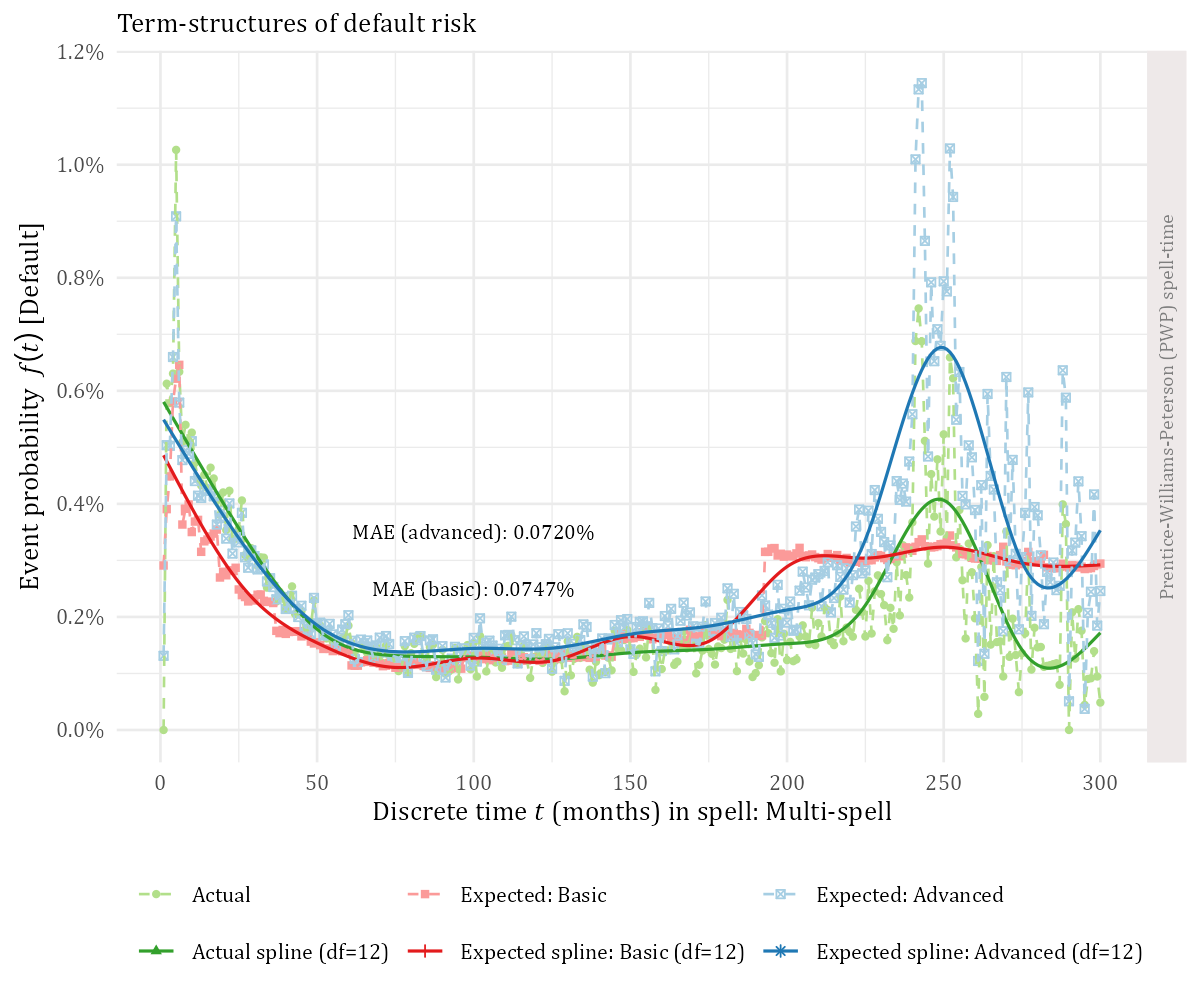 Term-structures of default risk
1.2%
1.0%
0.8%
0.6%
0.4%
0.2%
0.0%
Event probability f(t) [Default]
MAE (advanced): 0.0720%
MAE (basic): 0.0747%
Prentice-Williams-Peterson (PWP) spell-time
0 50 100 150 200 250 300
Discrete time t (months) in spell: Multi-spell
Actual Expected: Basic Expected: Advanced
Actual spline (df=12) Expected spline: Basic (df=12) Expected spline: Advanced (df=12)